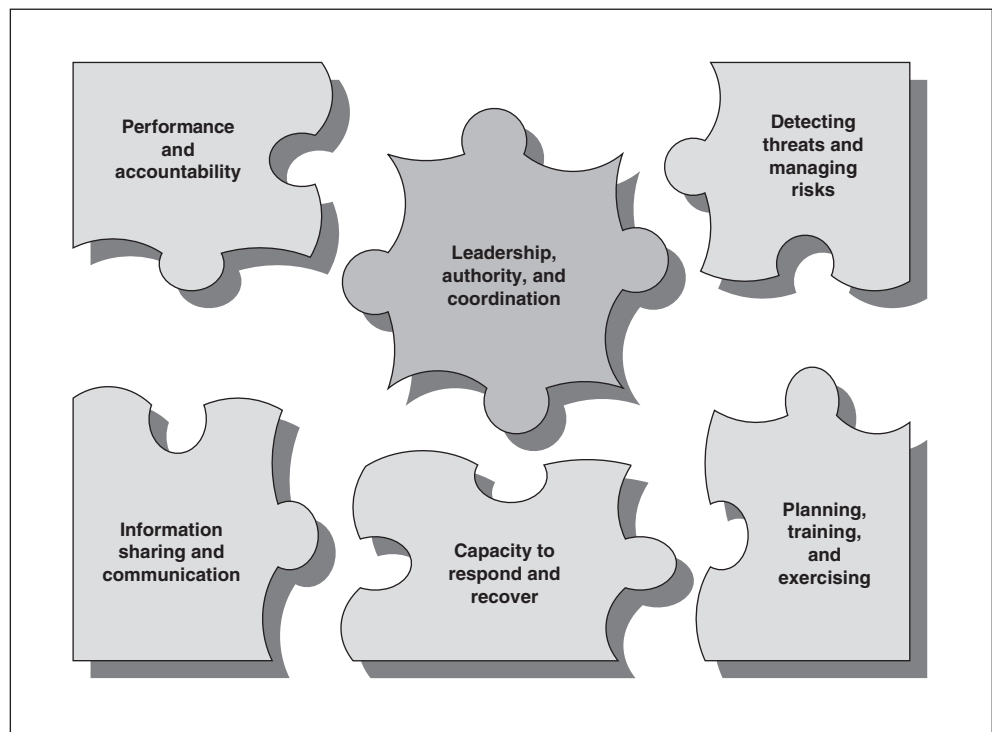 Performance
and
accountability
Leadership,
authority, and
coordination
Detecting
threats and
managing
risks
Information
sharing and
communication
Capacity to
respond and
recover
Planning,
training,
and
exercising